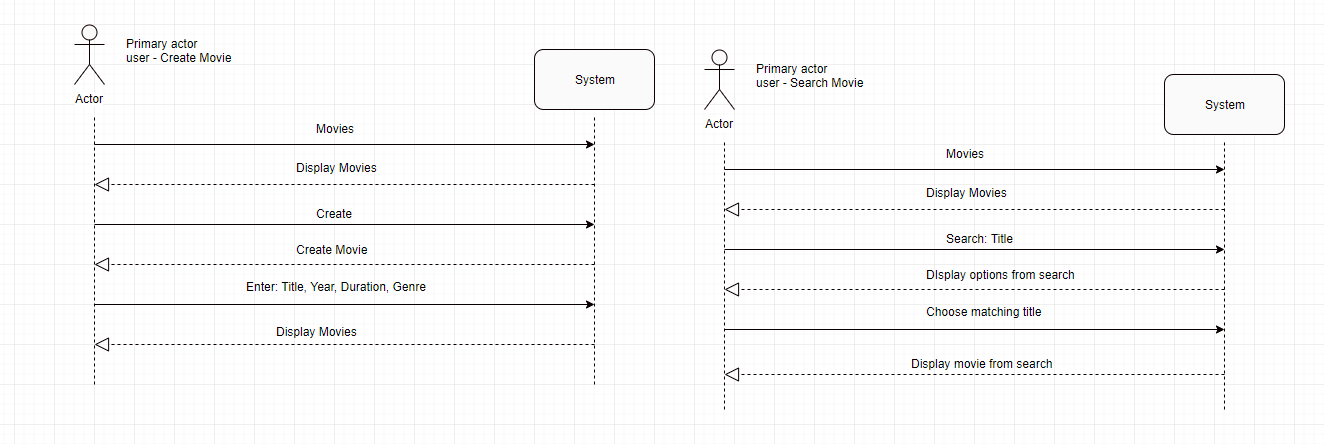 Primary actor
user - Create Movie
System
Actor
Movies
Display Movies
Create
Create Movie
Enter: Title, Year, Duration, Genre
Display Movies
Primary actor
user - Search Movie
System
Actor
Movies
Display Movies
Search: Title
DIsplay options from search
Choose matching title
Display movie from search